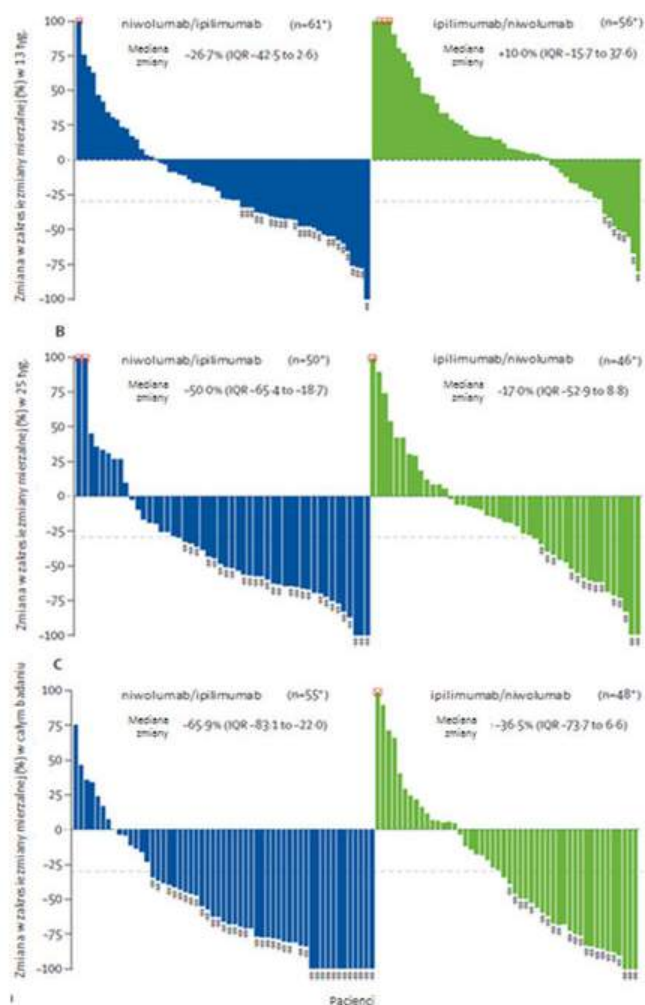 niwolumab/ipilimumab (n=61*)
Mediana zmiany -26·7% (IQR -42·5 to 2·6)
ipilimumab/niwolumab (n=56*)
Mediana zmiany +10·0% (IQR -15·7 to 37·6)
Zmiana w zakresie zmiany mierzalnej (%) w 13 tyg.
100
75
50
25
0
-25
-50
-75
-100
B
niwolumab/ipilimumab (n=50*)
Mediana zmiany -50·0% (IQR -65·4 to -18·7)
ipilimumab/niwolumab (n=46*)
Mediana zmiany -17·0% (IQR -52·9 to 8·8)
Zmiana w zakresie zmiany mierzalnej (%) w 25 tyg.
100
75
50
25
0
-25
-50
-75
-100
C
niwolumab/ipilimumab (n=55*)
Mediana zmiany -65·9% (IQR -83·1 to -22·0)
ipilimumab/niwolumab (n=48*)
Mediana zmiany -36·5% (IQR -73·7 to 6·6)
Zmiana w zakresie zmiany mierzalnej (%) w całym badaniu
100
75
50
25
0
-25
-50
-75
-100
Pacjenci